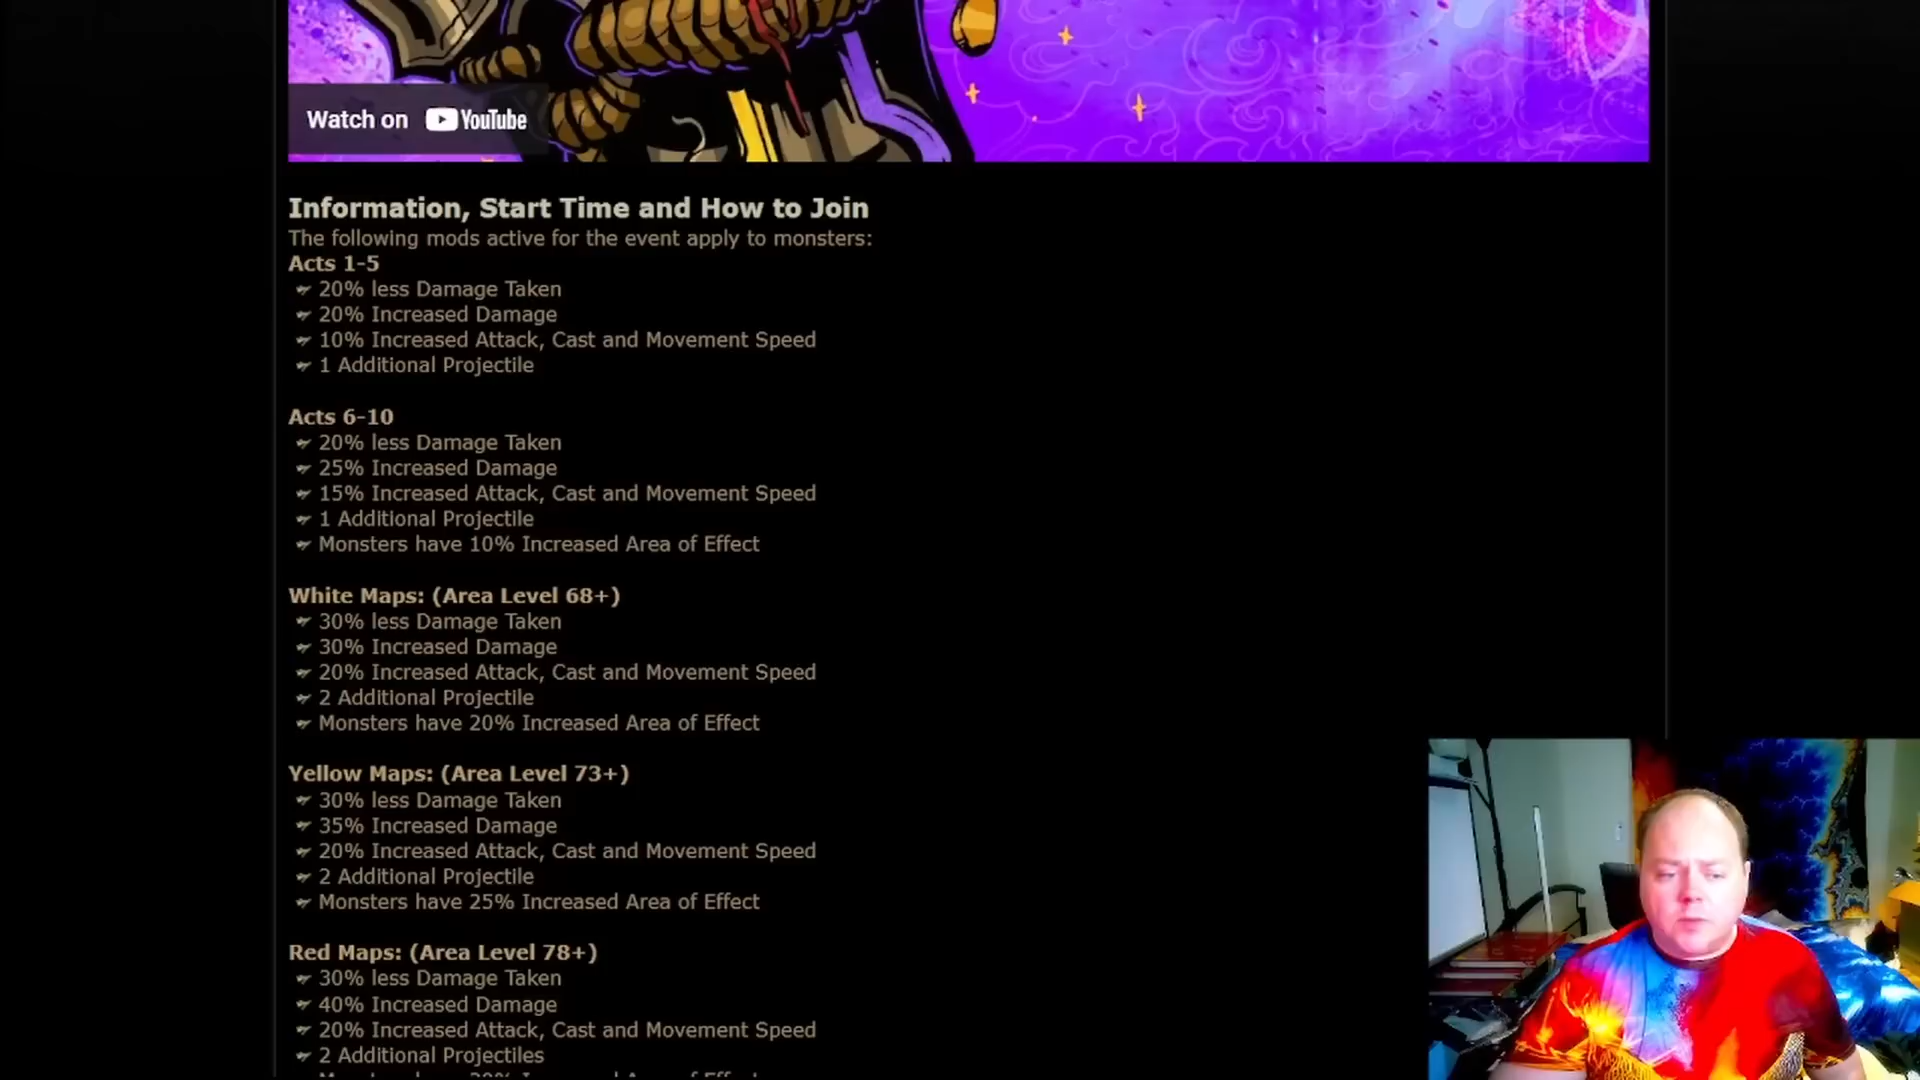 Watch on YouTube
Information, Start Time and How to Join
The following mods active for the event apply to monsters:
Acts 1-5
20% less Damage Taken
20% Increased Damage
10% Increased Attack, Cast and Movement Speed
1 Additional Projectile
Acts 6-10
20% less Damage Taken
25% Increased Damage
15% Increased Attack, Cast and Movement Speed
1 Additional Projectile
Monsters have 10% Increased Area of Effect
White Maps: (Area Level 68+)
30% less Damage Taken
30% Increased Damage
20% Increased Attack, Cast and Movement Speed
2 Additional Projectile
Monsters have 20% Increased Area of Effect
Yellow Maps: (Area Level 73+)
30% less Damage Taken
35% Increased Damage
20% Increased Attack, Cast and Movement Speed
2 Additional Projectile
Monsters have 25% Increased Area of Effect
Red Maps: (Area Level 78+)
30% less Damage Taken
40% Increased Damage
20% Increased Attack, Cast and Movement Speed
2 Additional Projectiles